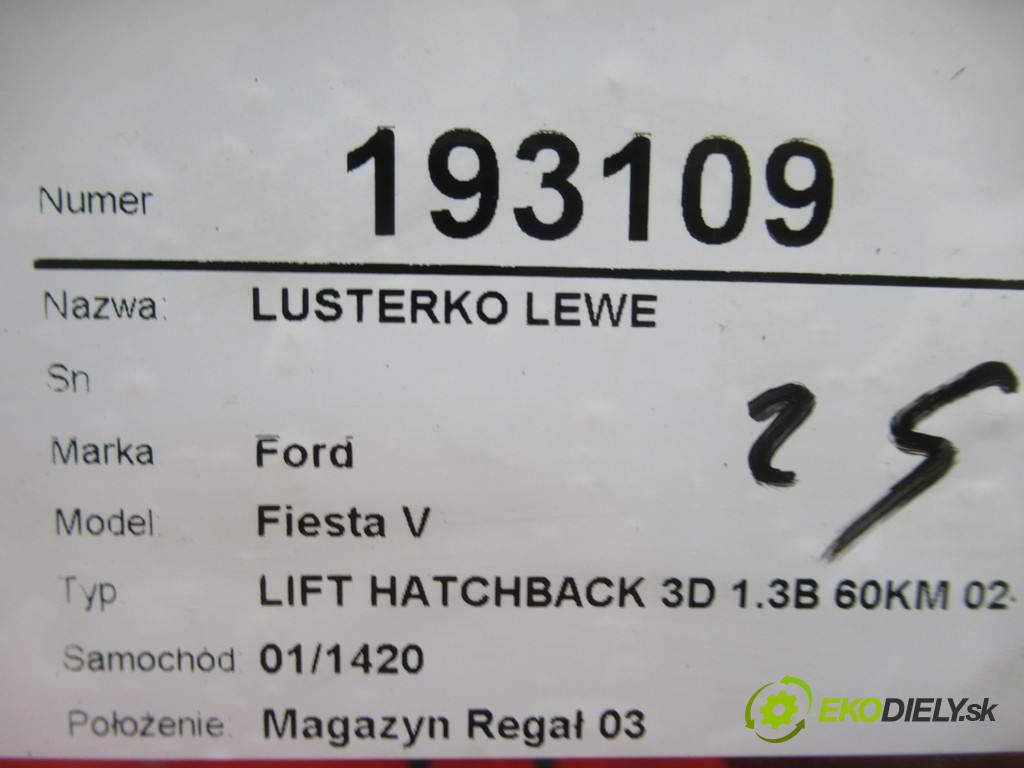 Numer 193109
Nazwa: LUSTERKO LEWE
Sn
25
Marka Ford
Model: Fiesta V
Typ LIFT HATCHBACK 3D 1.3B 60KM 02-
Samochód: 01/1420
Położenie: Magazyn Regał 03
EKODIELY.sk